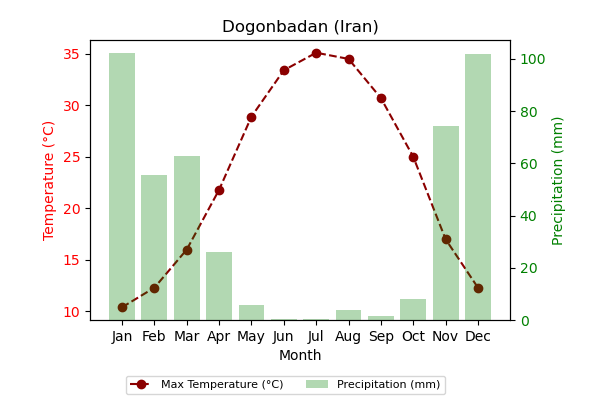 Dogonbadan (Iran)
Temperature (°C)
35
30
25
20
15
10
100
80
60
40
20
0
Precipitation (mm)
Jan Feb Mar Apr May Jun Jul Aug Sep Oct Nov Dec
Month
Max Temperature (°C) Precipitation (mm)